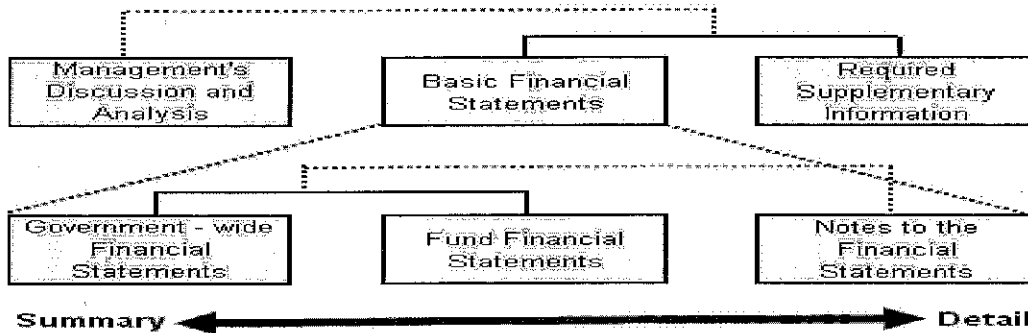 Management's
Discussion and
Analysis
Basic Financial
Statements
Required
Supplementary
Information
Government - wide
Financial
Statements
Fund Financial
Statements
Notes to the
Financial
Statements
Summary
Detail